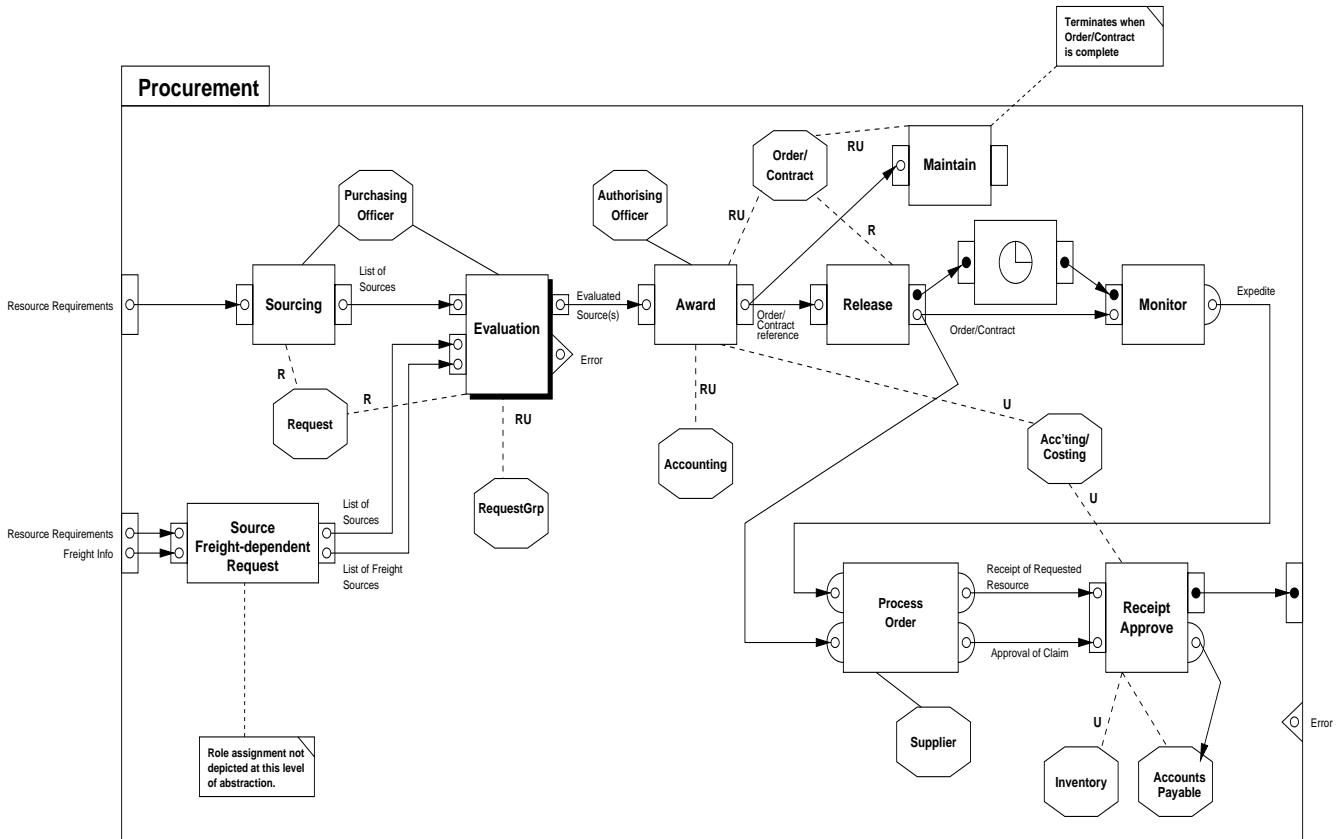 Terminates when
Order/Contract
is complete
Procurement
Order/
Contract
RU
Maintain
Purchasing
Officer
Authorising
Officer
RU
R
Resource Requirements
Sourcing
List of
Sources
Evaluation
Evaluated
Source(s)
Error
Award
Order/
Contract
reference
Release
Order/Contract
Monitor
Expedite
R
Request
R
RU
RequestGrp
RU
Accounting
U
Acc'ting/
Costing
U
Resource Requirements
Freight Info
Source
Freight-dependent
Request
List of
Sources
List of Freight
Sources
Process
Order
Receipt of Requested
Resource
Approval of Claim
Receipt
Approve
Role assignment not
depicted at this level
of abstraction.
Supplier
U
Inventory
Accounts
Payable
Error